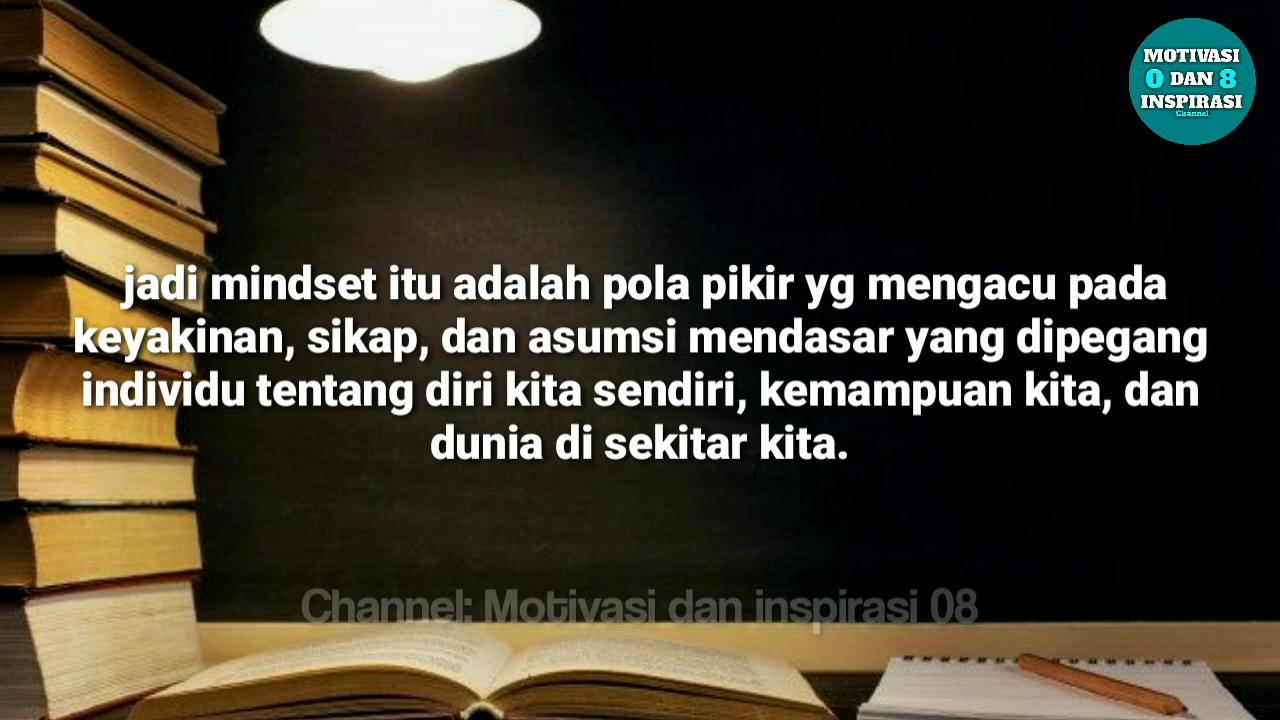 MOTIVASI
0 DAN 8
INSPIRASI
Channel
jadi mindset itu adalah pola pikir yg mengacu pada
keyakinan, sikap, dan asumsi mendasar yang dipegang
individu tentang diri kita sendiri, kemampuan kita, dan
dunia di sekitar kita.
Channel: Motivasi dan inspirasi 08